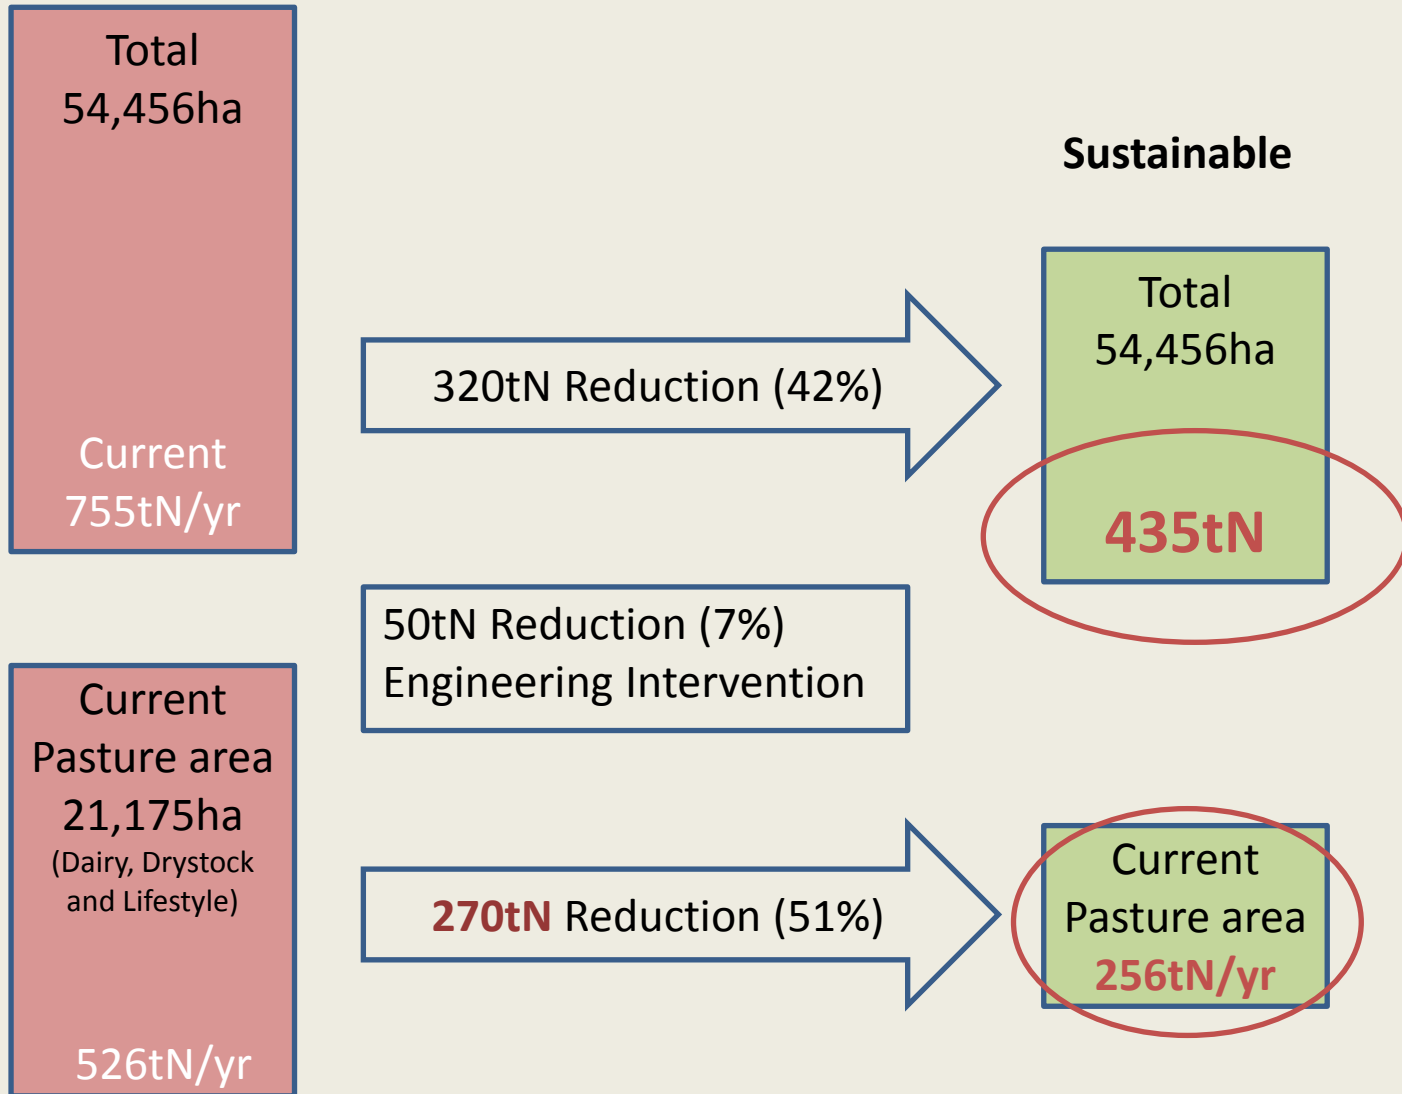 Total
54,456ha
Current
755tN/yr
320tN Reduction (42%)
Sustainable
Total
54,456ha
435tN
50tN Reduction (7%)
Engineering Intervention
Current
Pasture area
21,175ha
(Dairy, Drystock
and Lifestyle)
526tN/yr
270tN Reduction (51%)
Current
Pasture area
256tN/yr